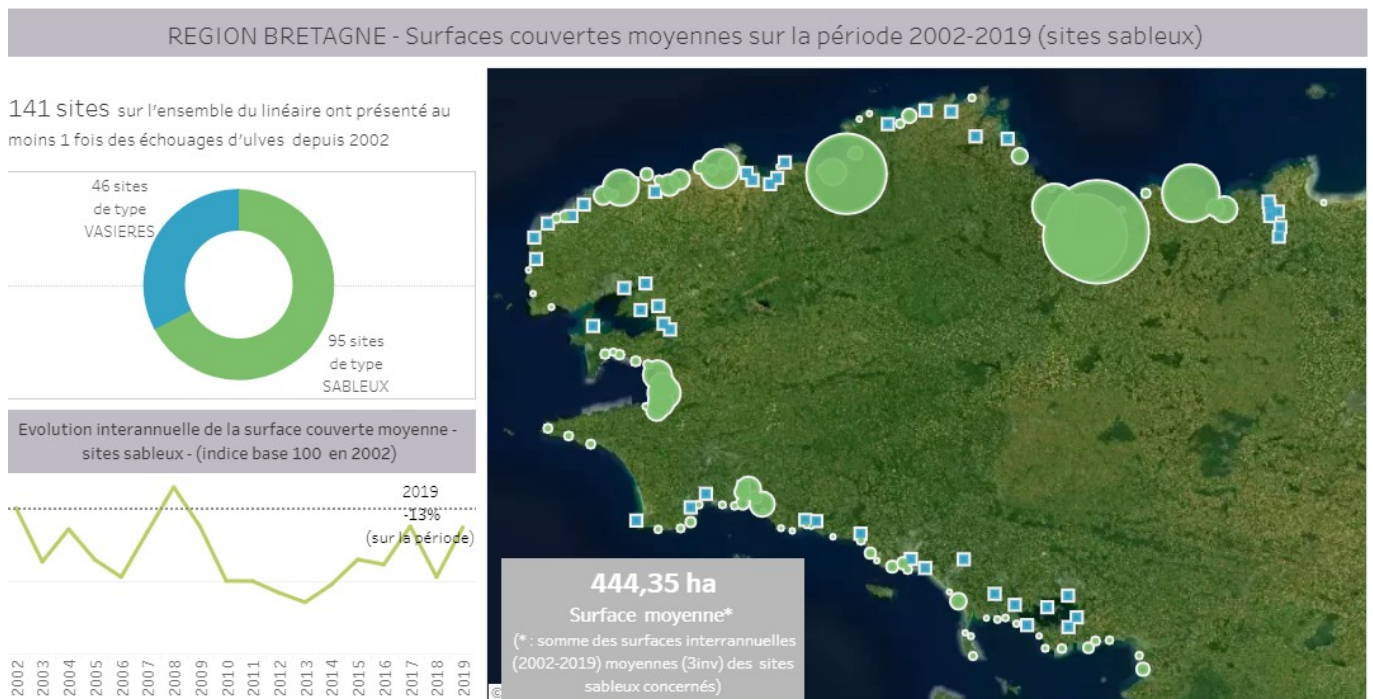 REGION BRETAGNE - Surfaces couvertes moyennes sur la période 2002-2019 (sites sableux)
141 sites sur l'ensemble du linéaire ont présenté au
moins 1 fois des échouages d'ulves depuis 2002
46 sites
de type
VASIERES
95 sites
de type
SABLEUX
Evolution interannuelle de la surface couverte moyenne -
sites sableux - (indice base 100 en 2002)
2019
-13%
(sur la période)
2002
2003
2004
2005
2006
2007
2008
2009
2010
2011
2012
2013
2014
2015
2016
2017
2018
2019
444,35 ha
Surface moyenne*
(* : somme des surfaces interrannuelles
(2002-2019) moyennes (3inv) des sites
sableux concernés)
©